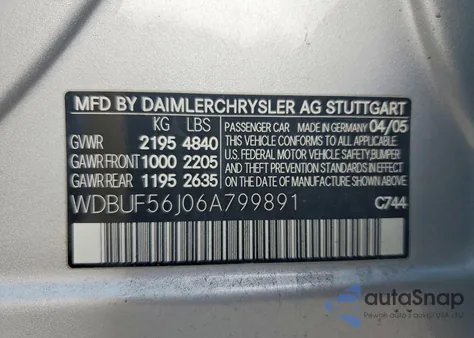 MFD BY DAIMLERCHRYSLER AG STUTTGART
KG LBS
GVWR 2195 4840
GAWR FRONT 1000 2205
GAWR REAR 1195 2635
PASSENGER CAR MADE IN GERMANY 04/05
THIS VEHICLE CONFORMS TO ALL APPLICABLE
U.S. FEDERAL MOTOR VEHICLE SAFETY, BUMPER
AND THEFT PREVENTION STANDARDS IN EFFECT ON
THE DATE OF MANUFACTURE SHOWN ABOVE.
WDBUF56J06A799891 C744
autoSnap